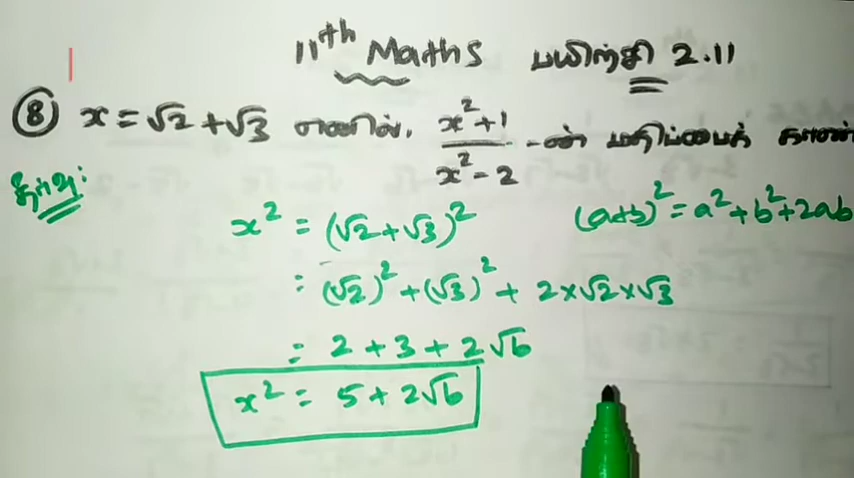 11th Maths பயிற்சி 2.11
⑧ x = √2 + √3 எனில், (x² + 1)/(x² - 2) -ன் மதிப்பைக் காண்
தீர்வு:
x² = (√2 + √3)² (a+b)² = a² + b² + 2ab
= (√2)² + (√3)² + 2×√2×√3
= 2 + 3 + 2√6
x² = 5 + 2√6